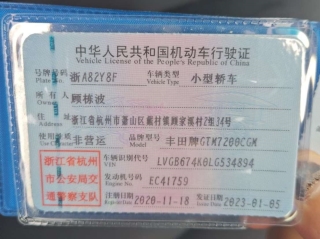 中华人民共和国机动车行驶证
Vehicle License of the People's Republic of China
号牌号码 浙A82Y8F 车辆类型 小型轿车
Vehicle Type
所有人 顾栋波
Owner
住址 浙江省杭州市萧山区戴村镇顾家溪村2组34号
Address
使用性质 非营运 品牌型号 丰田牌GTM7200CGM
Use Character Model
浙江省杭州
市公安局交
通警察支队
车辆识别代号 LVGB674K0LG534894
VIN
发动机号码 EC41759
Engine No.
注册日期 2020-11-18 发证日期 2023-01-05
Register Date Issue Date